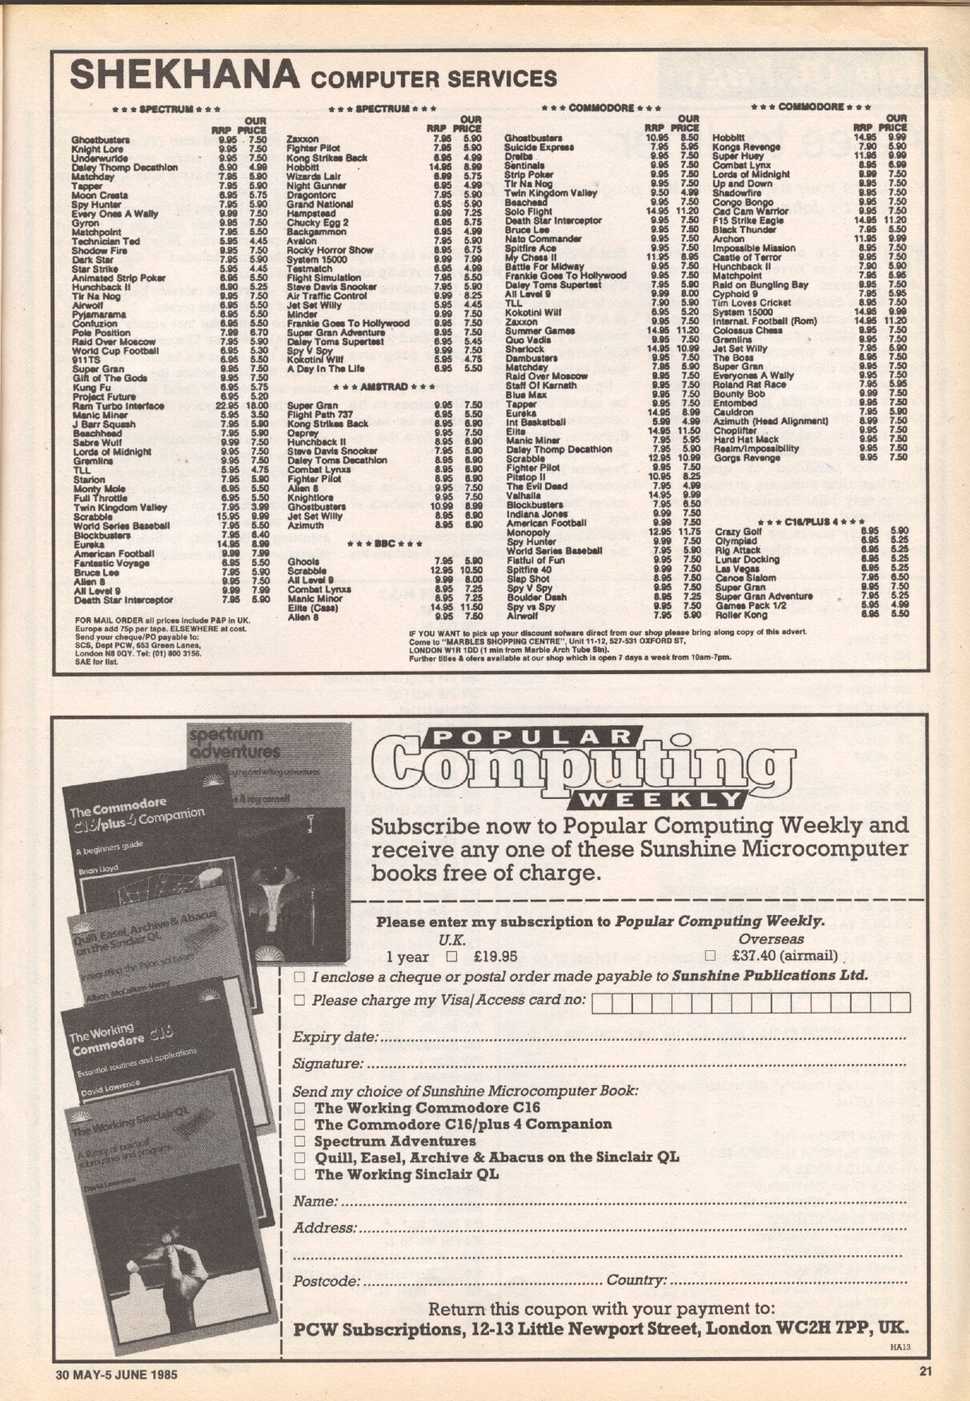 SHEKHANA COMPUTER SERVICES
★ ★ ★ SPECTRUM ★ ★ ★
OUR
RRP PRICE
Ghostbusters 9.95 7.50
Knight Lore 9.95 7.50
Underwurlde 9.95 7.50
Daley Thomp Decathlon 6.90 4.99
Matchday 7.95 5.90
Tapper 7.95 5.90
Moon Cresta 6.95 5.75
Spy Hunter 7.95 5.90
Every Ones A Wally 9.99 7.50
Gyron 9.95 7.50
Matchpoint 7.95 5.50
Technician Ted 5.95 4.45
Shadow Fire 9.95 7.50
Dark Star 7.95 5.90
Star Strike 5.95 4.45
Animated Strip Poker 6.95 5.50
Hunchback II 6.90 5.25
Tir Na Nog 9.95 7.50
Airwolf 6.95 5.50
Pyjamarama 6.95 5.50
Confuzion 6.95 5.50
Pole Position 7.99 6.70
Raid Over Moscow 7.95 5.90
World Cup Football 6.95 5.30
911TS 6.95 5.50
Super Gran 9.95 7.50
Gift of The Gods 9.95 7.50
Kung Fu 6.95 5.75
Project Future 6.95 5.20
Ram Turbo Interface 22.95 18.00
Manic Miner 5.95 3.50
J Barr Squash 7.95 5.90
Beachhead 7.95 5.90
Sabre Wulf 9.99 7.50
Lords of Midnight 9.95 7.50
Gremlins 9.95 7.50
TLL 5.95 4.75
Starion 7.95 5.90
Monty Mole 6.95 5.50
Full Throttle 6.95 5.50
Twin Kingdom Valley 7.95 3.99
Scrabble 15.95 9.99
World Series Baseball 7.95 5.50
Blockbusters 7.95 6.40
Eureka 14.95 8.99
American Football 9.99 7.99
Fantastic Voyage 6.95 5.50
Bruce Lee 7.95 5.90
Alien 8 9.95 7.50
All Level 9 9.99 7.99
Death Star Interceptor 7.95 5.90
★ ★ ★ SPECTRUM ★ ★ ★
OUR
RRP PRICE
Zaxxon 7.95 5.90
Fighter Pilot 7.95 5.90
Kong Strikes Back 6.95 4.99
Hobbitt 14.95 8.99
Wizards Lair 6.99 5.75
Night Gunner 6.95 4.99
Dragontorc 7.95 5.90
Grand National 6.95 5.90
Hampstead 9.99 7.25
Chucky Egg 2 6.95 5.75
Backgammon 6.95 4.99
Avalon 7.95 5.90
Rocky Horror Show 8.95 6.75
System 15000 9.99 7.99
Testmatch 6.95 4.99
Flight Simulation 7.95 5.50
Steve Davis Snooker 7.95 5.90
Air Traffic Control 9.99 8.25
Jet Set Willy 5.95 4.45
Minder 9.99 7.50
Frankie Goes To Hollywood 9.95 7.50
Super Gran Adventure 9.95 7.50
Daley Toms Supertest 6.95 5.45
Spy V Spy 9.99 7.50
Kokotini Wilf 5.95 4.75
A Day In The Life 6.95 5.50
★ ★ ★ AMSTRAD ★ ★ ★
Super Gran 9.95 7.50
Flight Path 737 6.95 5.50
Kong Strikes Back 8.95 6.90
Osprey 9.95 7.50
Hunchback II 8.95 6.90
Steve Davis Snooker 7.95 5.90
Daley Toms Decathlon 8.95 6.90
Combat Lynxs 8.95 6.90
Fighter Pilot 8.95 6.90
Alien 8 9.95 7.50
Knightlore 9.95 7.50
Ghostbusters 10.99 8.99
Jet Set Willy 8.95 6.90
Azimuth 8.95 6.90
★ ★ ★ BBC ★ ★ ★
Ghools 7.95 5.90
Scrabble 12.95 10.50
All Level 9 9.99 8.00
Combat Lynxs 8.95 7.25
Manic Minor 8.95 7.25
Elite (Cass) 14.95 11.50
Alien 8 9.95 7.50
★ ★ ★ COMMODORE ★ ★ ★
OUR
RRP PRICE
Ghostbusters 10.95 8.50
Suicide Express 7.95 5.95
Drelbs 9.95 7.50
Sentinals 9.95 7.50
Strip Poker 9.95 7.50
Tir Na Nog 9.95 7.50
Twin Kingdom Valley 9.50 4.99
Beachead 9.95 7.50
Solo Flight 14.95 11.20
Death Star Interceptor 9.95 7.50
Bruce Lee 9.95 7.50
Nato Commander 9.95 7.50
Spitfire Ace 9.95 7.50
My Chess II 11.95 8.95
Battle For Midway 9.95 7.50
Frankie Goes To Hollywood 9.95 7.50
Daley Toms Supertest 7.95 5.90
All Level 9 9.99 8.00
TLL 7.90 5.90
Kokotini Wilf 6.95 5.20
Zaxxon 9.95 7.50
Summer Games 14.95 11.20
Quo Vadis 9.95 7.50
Sherlock 14.95 10.99
Dambusters 9.95 7.50
Matchday 7.95 5.90
Raid Over Moscow 9.95 7.50
Staff Of Karnath 9.95 7.50
Blue Max 9.95 7.50
Tapper 9.95 7.50
Eureka 14.95 8.99
Int Basketball 5.99 4.99
Elite 14.95 11.50
Manic Miner 7.95 5.95
Daley Thomp Decathlon 7.95 5.90
Scrabble 12.95 10.99
Fighter Pilot 9.95 7.50
Pitstop II 10.95 8.25
The Evil Dead 7.95 4.99
Valhalla 14.95 9.99
Blockbusters 7.95 6.50
Indiana Jones 9.99 7.50
American Football 9.99 7.50
Monopoly 12.95 11.75
Spy Hunter 9.99 7.50
World Series Baseball 7.95 5.90
Fistful of Fun 9.95 7.50
Spitfire 40 9.99 7.50
Slap Shot 8.95 7.50
Spy V Spy 9.95 7.50
Boulder Dash 8.95 7.25
Spy vs Spy 9.95 7.50
Airwolf 7.95 5.90
★ ★ ★ COMMODORE ★ ★ ★
OUR
RRP PRICE
Hobbitt 14.95 9.99
Kongs Revenge 7.90 5.90
Super Huey 11.95 8.99
Combat Lynx 8.95 6.99
Lords of Midnight 9.99 7.50
Up and Down 9.95 7.50
Shadowfire 9.95 7.50
Congo Bongo 9.95 7.50
Cad Cam Warrior 9.95 7.50
F15 Strike Eagle 14.95 11.20
Black Thunder 7.95 5.50
Archon 11.95 9.99
Impossible Mission 8.95 7.50
Castle of Terror 9.95 7.50
Hunchback II 7.90 5.90
Matchpoint 7.95 5.95
Raid on Bungling Bay 9.95 7.50
Cyphoid 9 7.95 5.95
Tim Loves Cricket 8.95 7.50
System 15000 14.95 9.99
Internat. Football (Rom) 14.95 11.20
Colossus Chess 9.95 7.50
Gremlins 9.95 7.50
Jet Set Willy 7.95 5.90
The Boss 8.95 7.50
Super Gran 9.95 7.50
Everyones A Wally 9.95 7.50
Roland Rat Race 7.95 5.95
Bounty Bob 9.99 7.50
Entombed 9.95 7.50
Cauldron 7.95 5.90
Azimuth (Head Alignment) 8.99 7.50
Choplifter 9.95 7.50
Hard Hat Mack 9.95 7.50
Realm/Impossibility 9.95 7.50
Gorgs Revenge 9.95 7.50
★ ★ ★ C16/PLUS 4 ★ ★ ★
Crazy Golf 6.95 5.90
Olympiad 6.95 5.25
Rig Attack 6.95 5.25
Lunar Docking 6.95 5.25
Las Vegas 6.95 5.25
Canoe Slalom 7.95 6.50
Super Gran 9.95 7.50
Super Gran Adventure 7.95 5.25
Games Pack 1/2 5.95 4.99
Roller Kong 6.95 5.50
FOR MAIL ORDER all prices include P&P in UK.
Europe add 75p per tape. ELSEWHERE at cost.
Send your cheque/PO payable to:
SCS, Dept PCW, 653 Green Lanes,
London N8 0QY. Tel: (01) 800 3156.
SAE for list.
IF YOU WANT to pick up your discount sotware direct from our shop please bring along copy of this advert.
Come to "MARBLES SHOPPING CENTRE", Unit 11-12, 527-531 OXFORD ST,
LONDON W1R 1DD (1 min from Marble Arch Tube Stn).
Further titles & ofers available at our shop which is open 7 days a week from 10am-7pm.
spectrum
adventures
The Commodore
C16/plus 4 Companion
A beginners guide
Brian Lloyd
Quill, Easel, Archive & Abacus
on the Sinclair QL
The Working
Commodore C16
Essential routines and applications
David Lawrence
The Working Sinclair QL
A library of practical
subroutines and programs
David Lawrence
POPULAR
Computing
WEEKLY
Subscribe now to Popular Computing Weekly and
receive any one of these Sunshine Microcomputer
books free of charge.
Please enter my subscription to Popular Computing Weekly.
U.K. Overseas
1 year □ £19.95 □ £37.40 (airmail)
□ I enclose a cheque or postal order made payable to Sunshine Publications Ltd.
□ Please charge my Visa/Access card no:
Expiry date:
Signature:
Send my choice of Sunshine Microcomputer Book:
□ The Working Commodore C16
□ The Commodore C16/plus 4 Companion
□ Spectrum Adventures
□ Quill, Easel, Archive & Abacus on the Sinclair QL
□ The Working Sinclair QL
Name:
Address:
Postcode: Country:
Return this coupon with your payment to:
PCW Subscriptions, 12-13 Little Newport Street, London WC2H 7PP, UK.
HA13
30 MAY-5 JUNE 1985
21